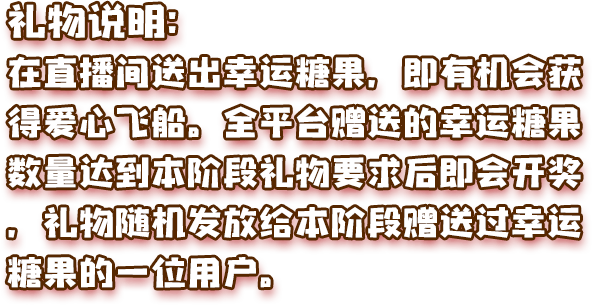 礼物说明:
在直播间送出幸运糖果，即有机会获
得爱心飞船。全平台赠送的幸运糖果
数量达到本阶段礼物要求后即会开奖
，礼物随机发放给本阶段赠送过幸运
糖果的一位用户。